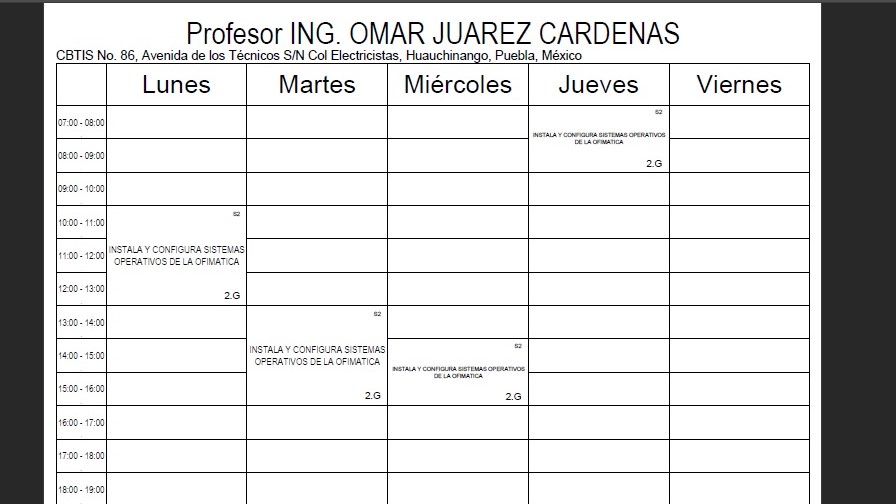 Profesor ING. OMAR JUAREZ CARDENAS
CBTIS No. 86, Avenida de los Técnicos S/N Col Electricistas, Huauchinango, Puebla, México
Lunes Martes Miércoles Jueves Viernes
07:00 - 08:00
S2
INSTALA Y CONFIGURA SISTEMAS OPERATIVOS
DE LA OFIMATICA
08:00 - 09:00
2.G
09:00 - 10:00
10:00 - 11:00
S2
11:00 - 12:00
INSTALA Y CONFIGURA SISTEMAS
OPERATIVOS DE LA OFIMATICA
12:00 - 13:00
2.G
13:00 - 14:00
S2
14:00 - 15:00
INSTALA Y CONFIGURA SISTEMAS
OPERATIVOS DE LA OFIMATICA
S2
INSTALA Y CONFIGURA SISTEMAS OPERATIVOS
DE LA OFIMATICA
15:00 - 16:00
2.G
2.G
16:00 - 17:00
17:00 - 18:00
18:00 - 19:00